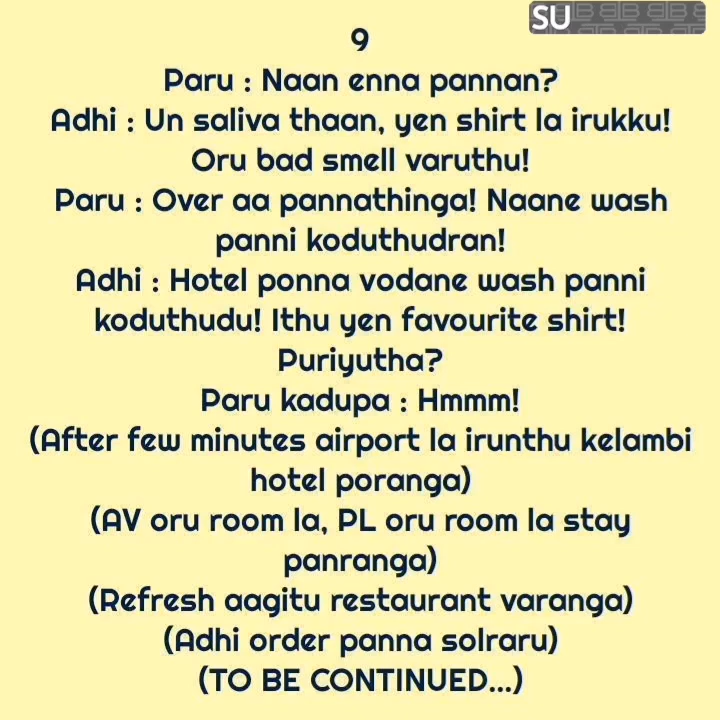 SU
9
Paru : Naan enna pannan?
Adhi : Un saliva thaan, yen shirt la irukku!
Oru bad smell varuthu!
Paru : Over aa pannathinga! Naane wash
panni koduthudran!
Adhi : Hotel ponna vodane wash panni
koduthudu! Ithu yen favourite shirt!
Puriyutha?
Paru kadupa : Hmmm!
(After few minutes airport la irunthu kelambi
hotel poranga)
(AV oru room la, PL oru room la stay
panranga)
(Refresh aagitu restaurant varanga)
(Adhi order panna solraru)
(TO BE CONTINUED...)